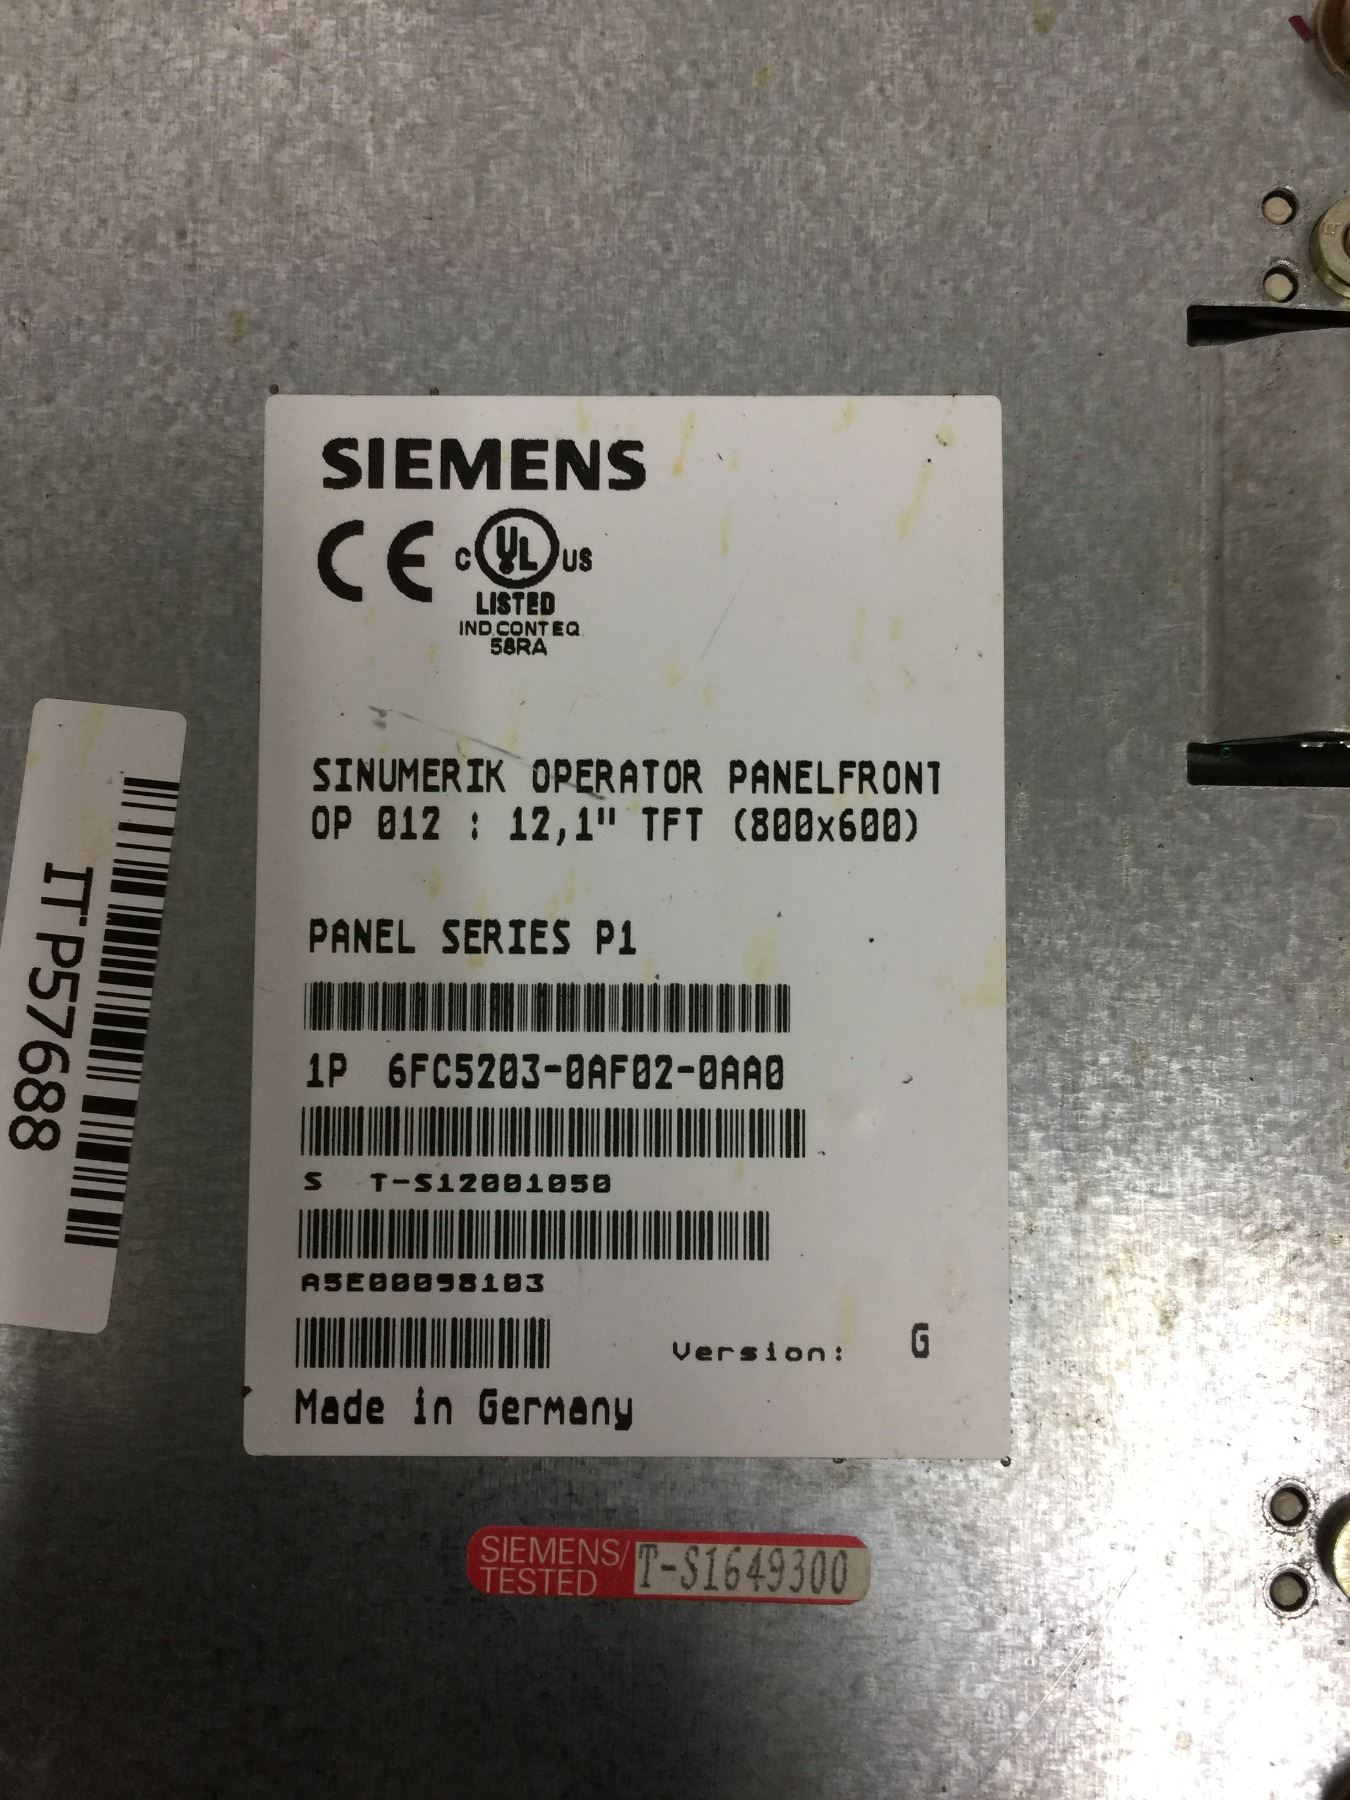 SIEMENS
CE C UL US
LISTED
IND.CONT EQ.
58RA
SINUMERIK OPERATOR PANELFRONT
OP 012 : 12,1" TFT (800x600)
PANEL SERIES P1
1P 6FC5203-0AF02-0AA0
S T-S12001050
A5E00098103
Version: G
Made in Germany
ITP57688
SIEMENS/
TESTED T-S1649300